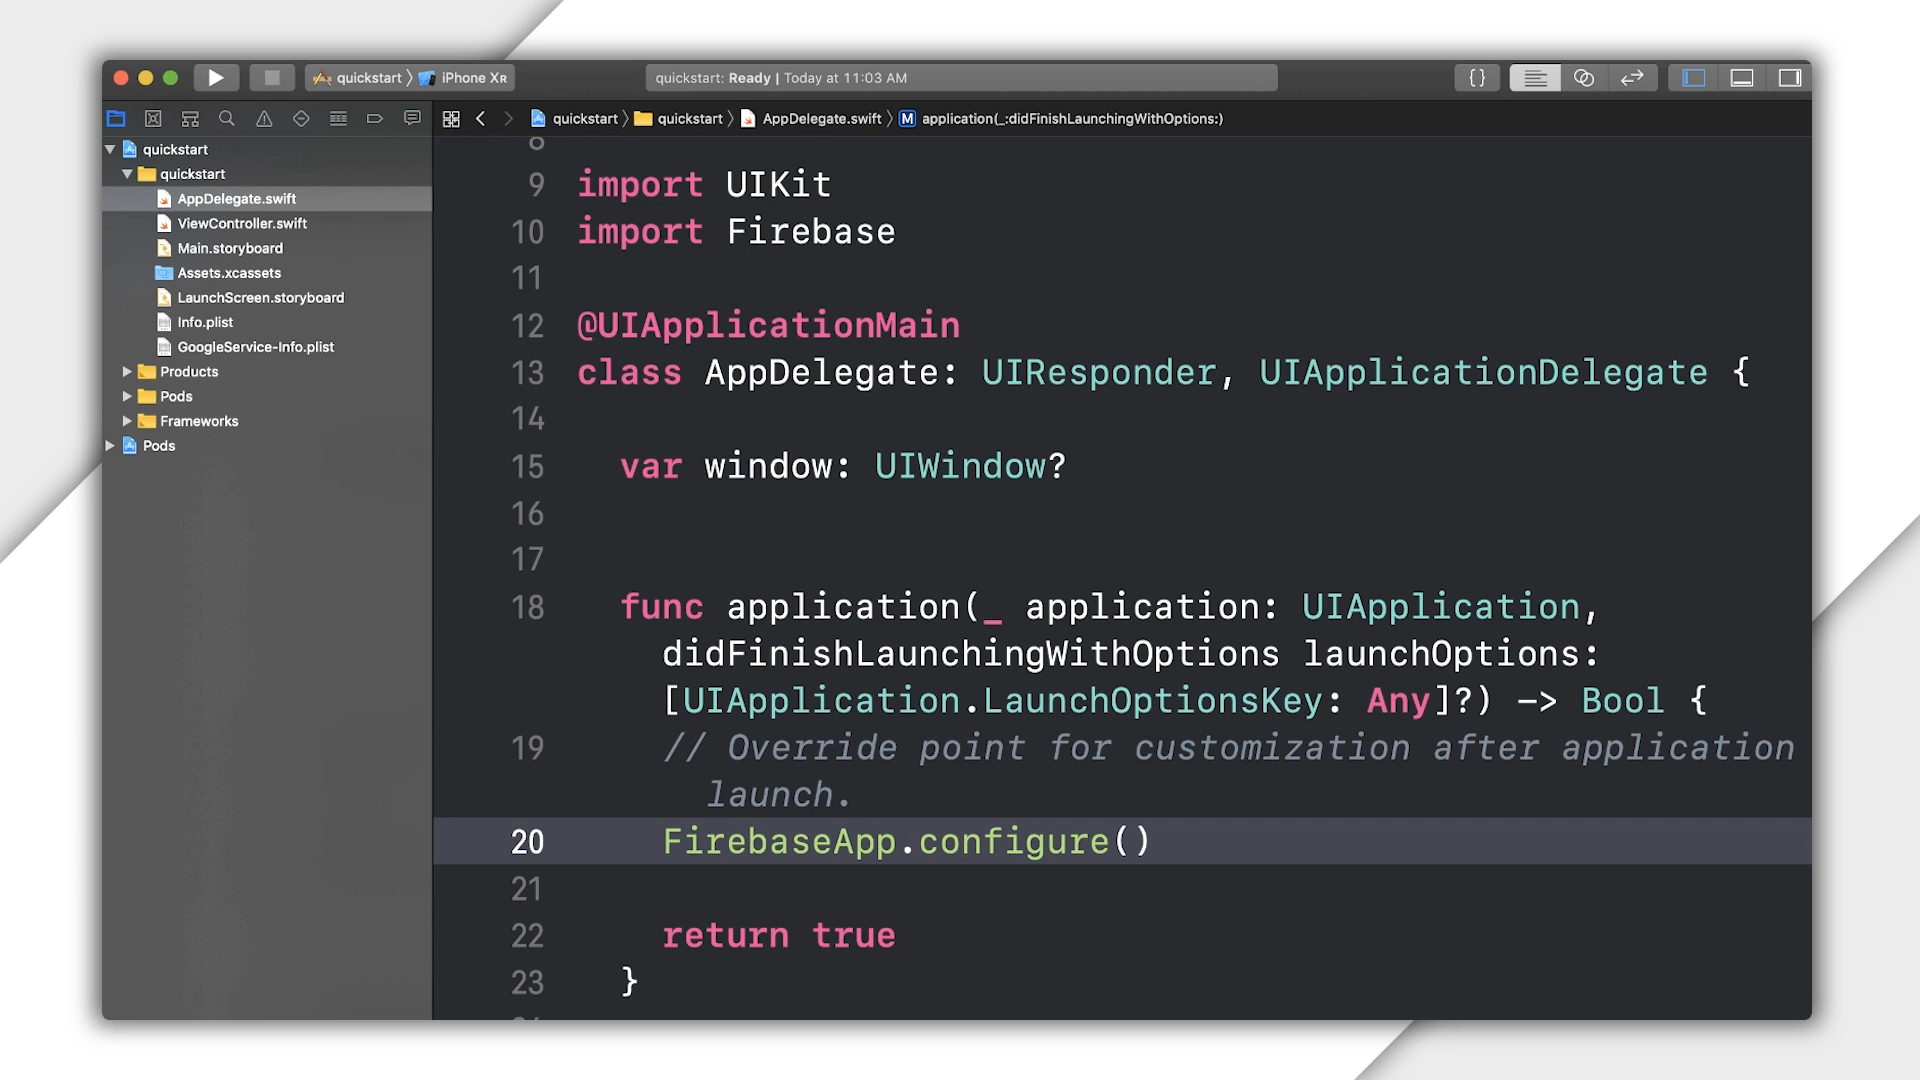 quickstart iPhone XR
quickstart: Ready | Today at 11:03 AM
{}
quickstart quickstart AppDelegate.swift M application(_:didFinishLaunchingWithOptions:)
quickstart
quickstart
AppDelegate.swift
ViewController.swift
Main.storyboard
Assets.xcassets
LaunchScreen.storyboard
Info.plist
GoogleService-Info.plist
Products
Pods
Frameworks
Pods
8
9 import UIKit
10 import Firebase
11
12 @UIApplicationMain
13 class AppDelegate: UIResponder, UIApplicationDelegate {
14
15 var window: UIWindow?
16
17
18 func application(_ application: UIApplication,
didFinishLaunchingWithOptions launchOptions:
[UIApplication.LaunchOptionsKey: Any]?) -> Bool {
19 // Override point for customization after application
launch.
20 FirebaseApp.configure()
21
22 return true
23 }